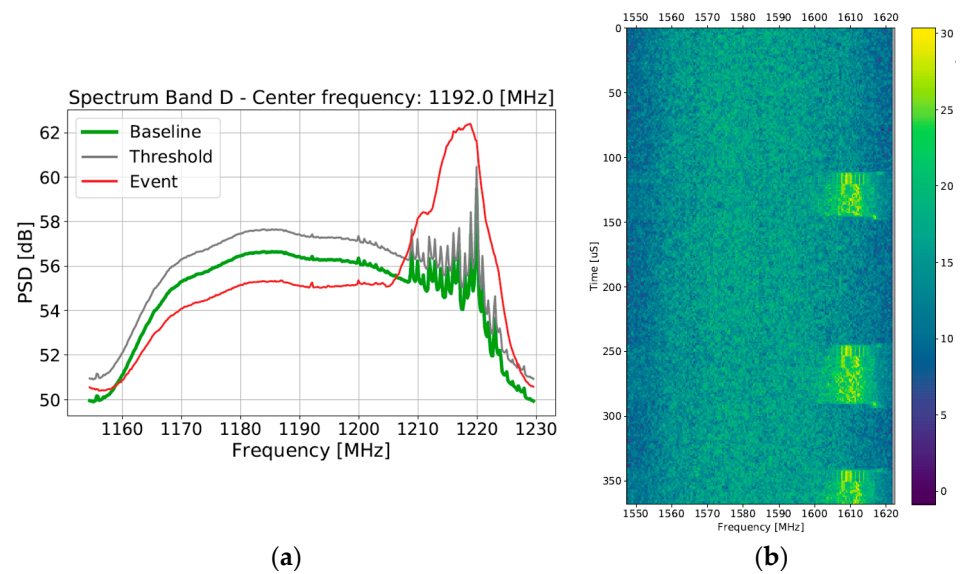 Spectrum Band D - Center frequency: 1192.0 [MHz]
Baseline
Threshold
Event
62
60
58
56
54
52
50
PSD [dB]
1160 1170 1180 1190 1200 1210 1220 1230
Frequency [MHz]
(a)
1550 1560 1570 1580 1590 1600 1610 1620
0
50
100
150
200
250
300
350
Time [uS]
1550 1560 1570 1580 1590 1600 1610 1620
Frequency [MHz]
30
25
20
15
10
5
0
(b)